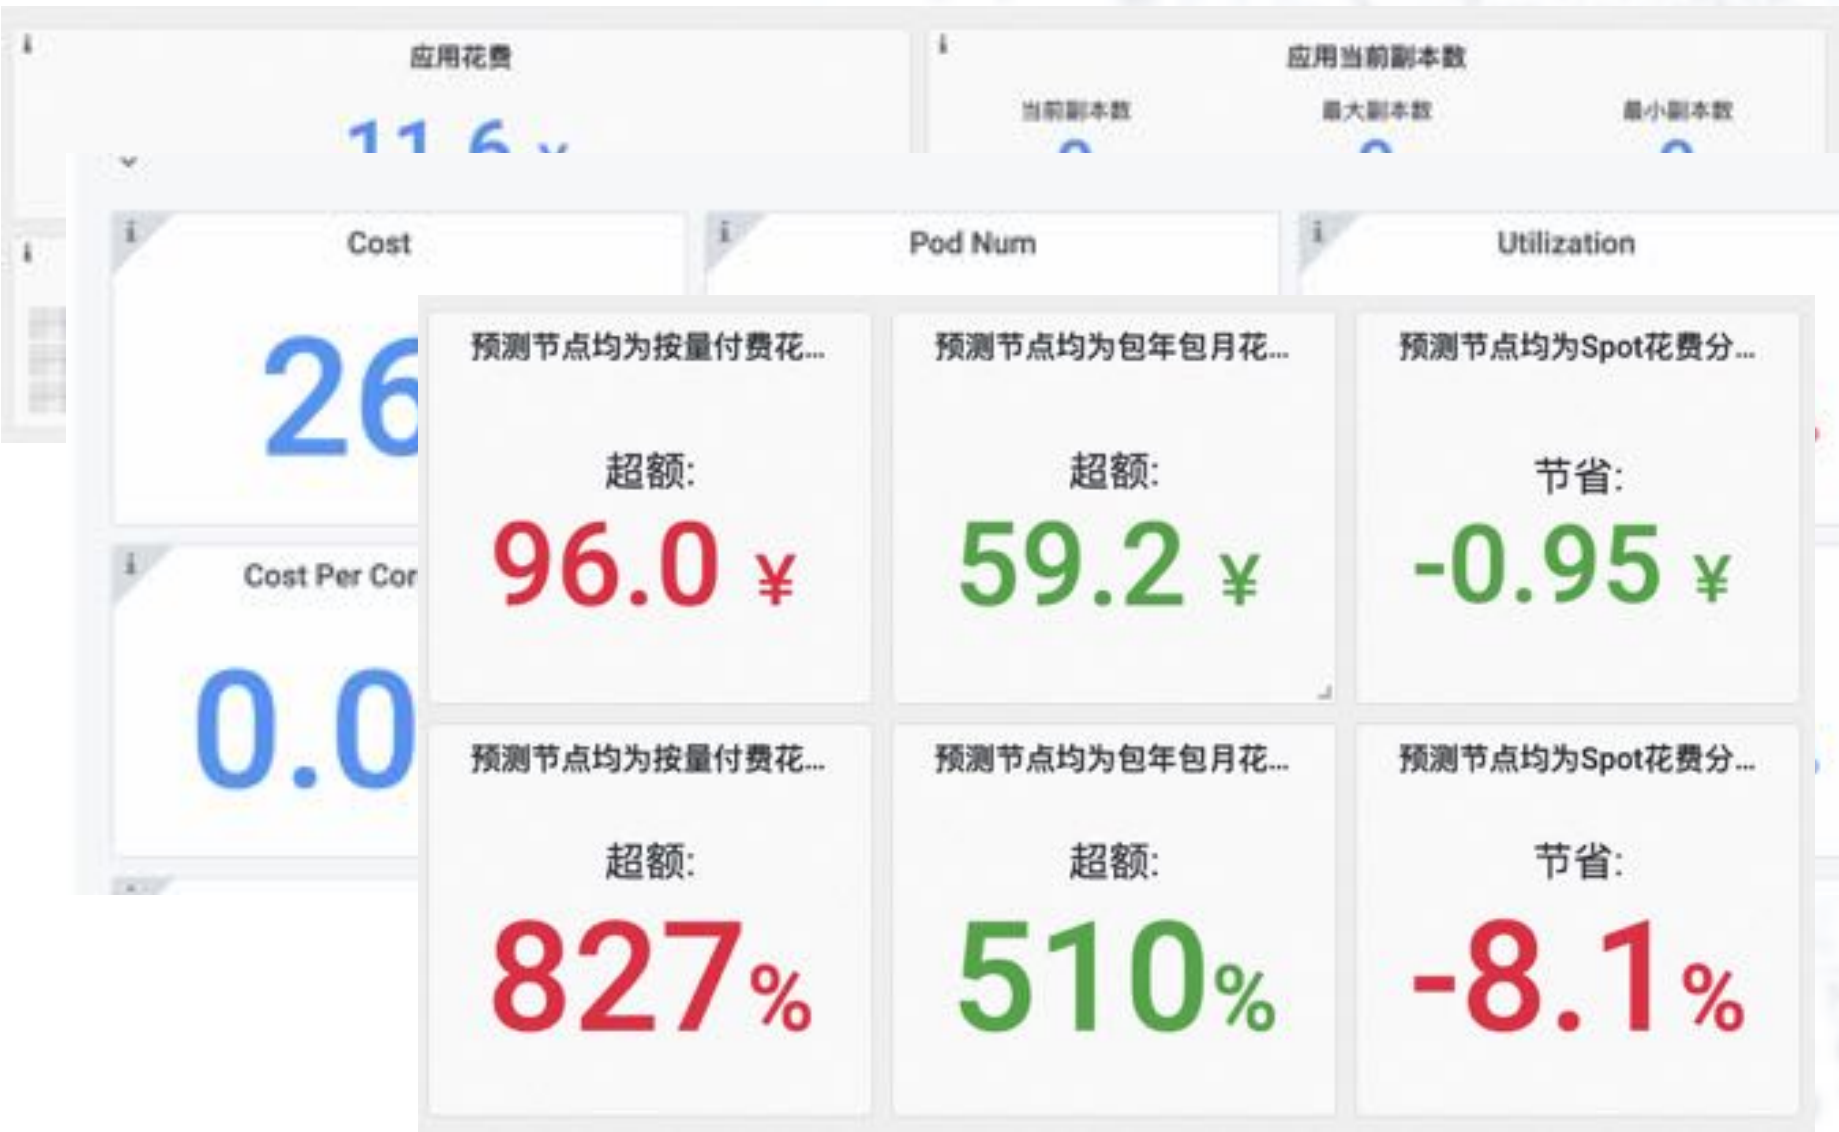 应用花费
11.6 ¥
应用当前副本数
当前副本数 最大副本数 最小副本数
Cost
26
Pod Num
Utilization
Cost Per Cor
0.0
预测节点均为按量付费花...
超额:
96.0 ¥
预测节点均为包年包月花...
超额:
59.2 ¥
预测节点均为Spot花费分...
节省:
-0.95 ¥
预测节点均为按量付费花...
超额:
827%
预测节点均为包年包月花...
超额:
510%
预测节点均为Spot花费分...
节省:
-8.1%